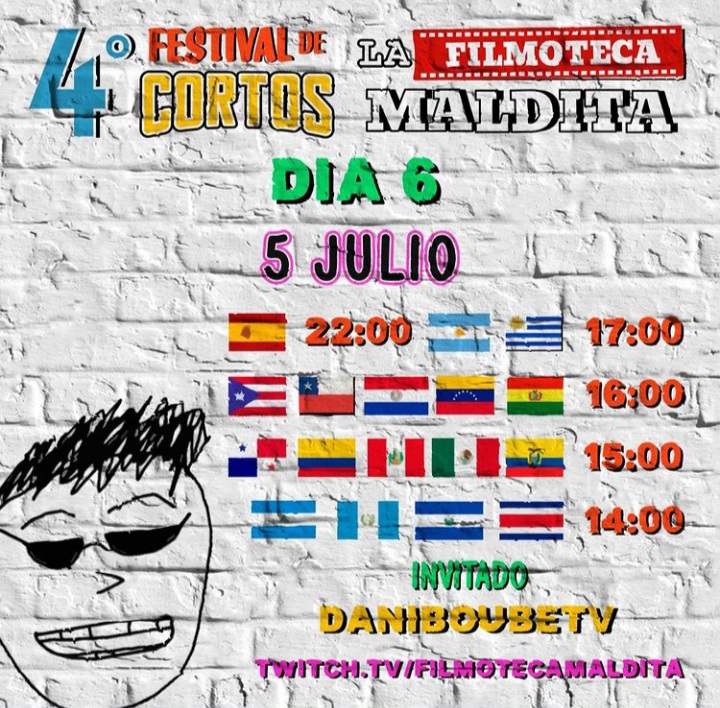 4º FESTIVAL DE CORTOS
LA FILMOTECA MALDITA
DIA 6
5 JULIO
22:00 17:00
16:00
15:00
14:00
INVITADO
DANIBOUBETV
TWITCH.TV/FILMOTECAMALDITA